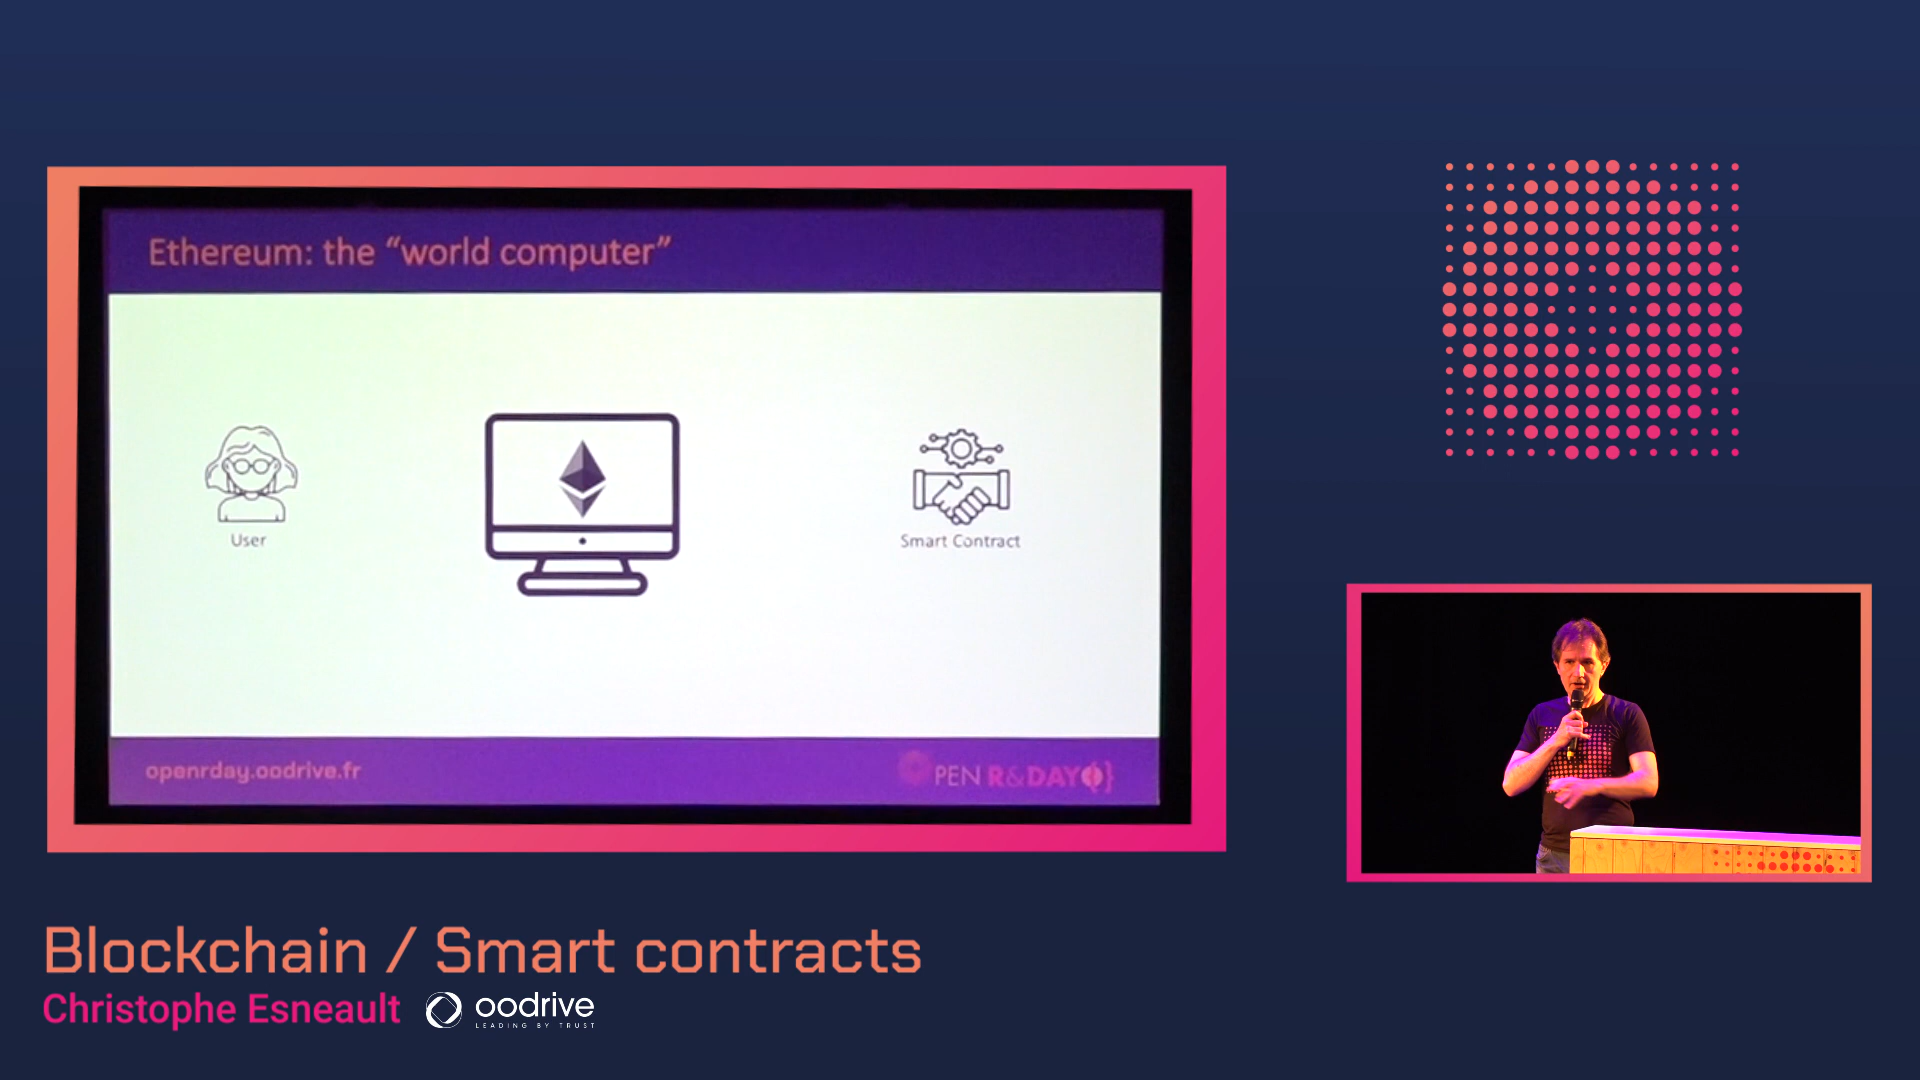 Ethereum: the “world computer”
User
Smart Contract
openrday.oodrive.fr
OPEN R&DAY{}
Blockchain / Smart contracts
Christophe Esneault
oodrive
LEADING BY TRUST